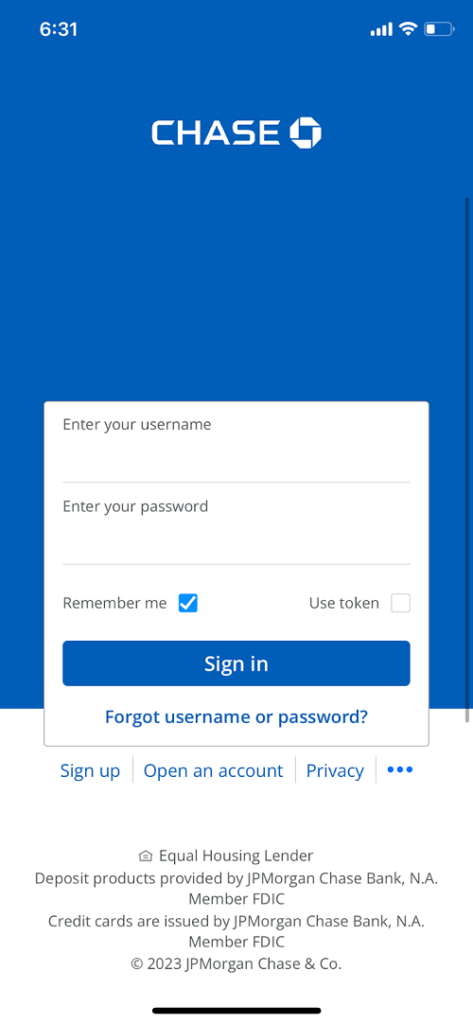 6:31
CHASE
Enter your username
Enter your password
Remember me Use token
Sign in
Forgot username or password?
Sign up Open an account Privacy •••
Equal Housing Lender
Deposit products provided by JPMorgan Chase Bank, N.A.
Member FDIC
Credit cards are issued by JPMorgan Chase Bank, N.A.
Member FDIC
© 2023 JPMorgan Chase & Co.